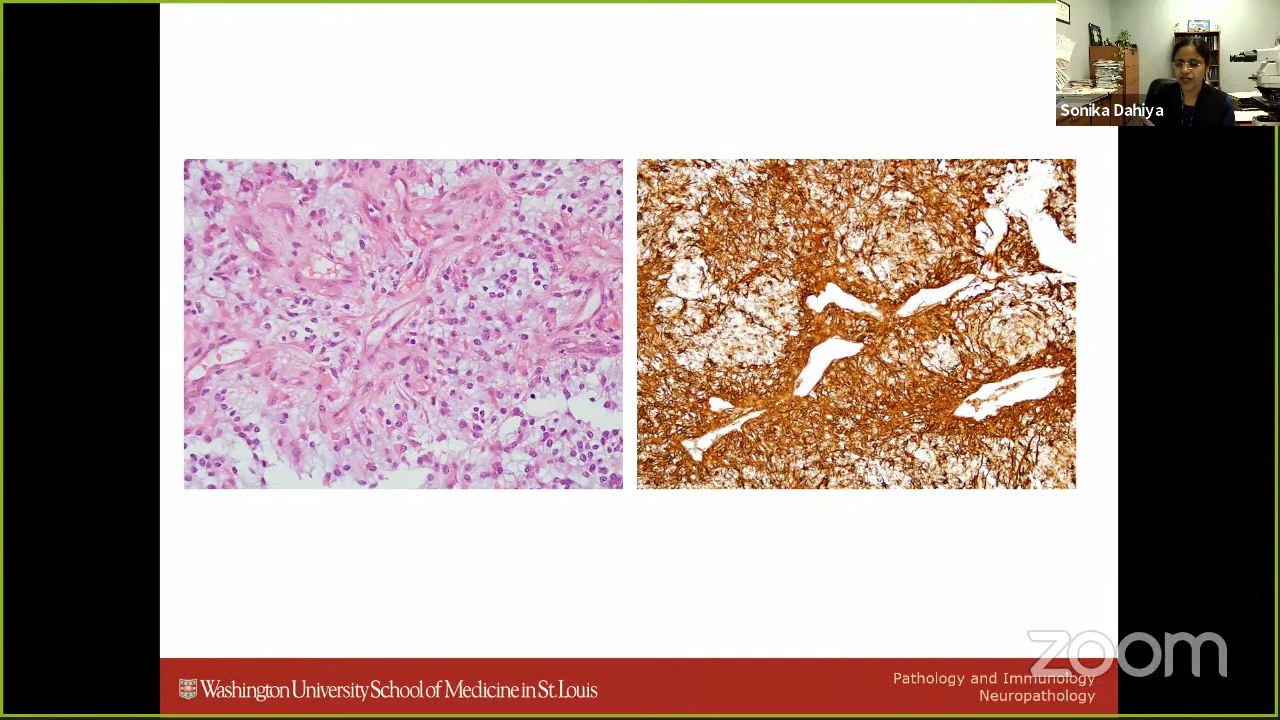 Sonika Dahiya
Washington University School of Medicine in St. Louis
Pathology and Immunology
Neuropathology
zoom